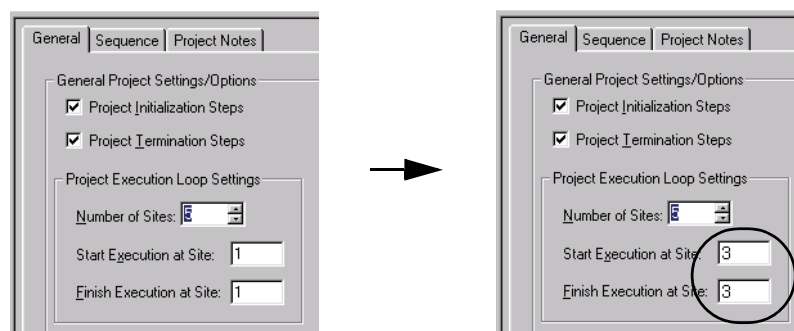 General Sequence Project Notes
General Project Settings/Options
Project Initialization Steps
Project Termination Steps
Project Execution Loop Settings
Number of Sites: 5
Start Execution at Site: 1
Finish Execution at Site: 1
General Sequence Project Notes
General Project Settings/Options
Project Initialization Steps
Project Termination Steps
Project Execution Loop Settings
Number of Sites: 5
Start Execution at Site: 3
Finish Execution at Site: 3